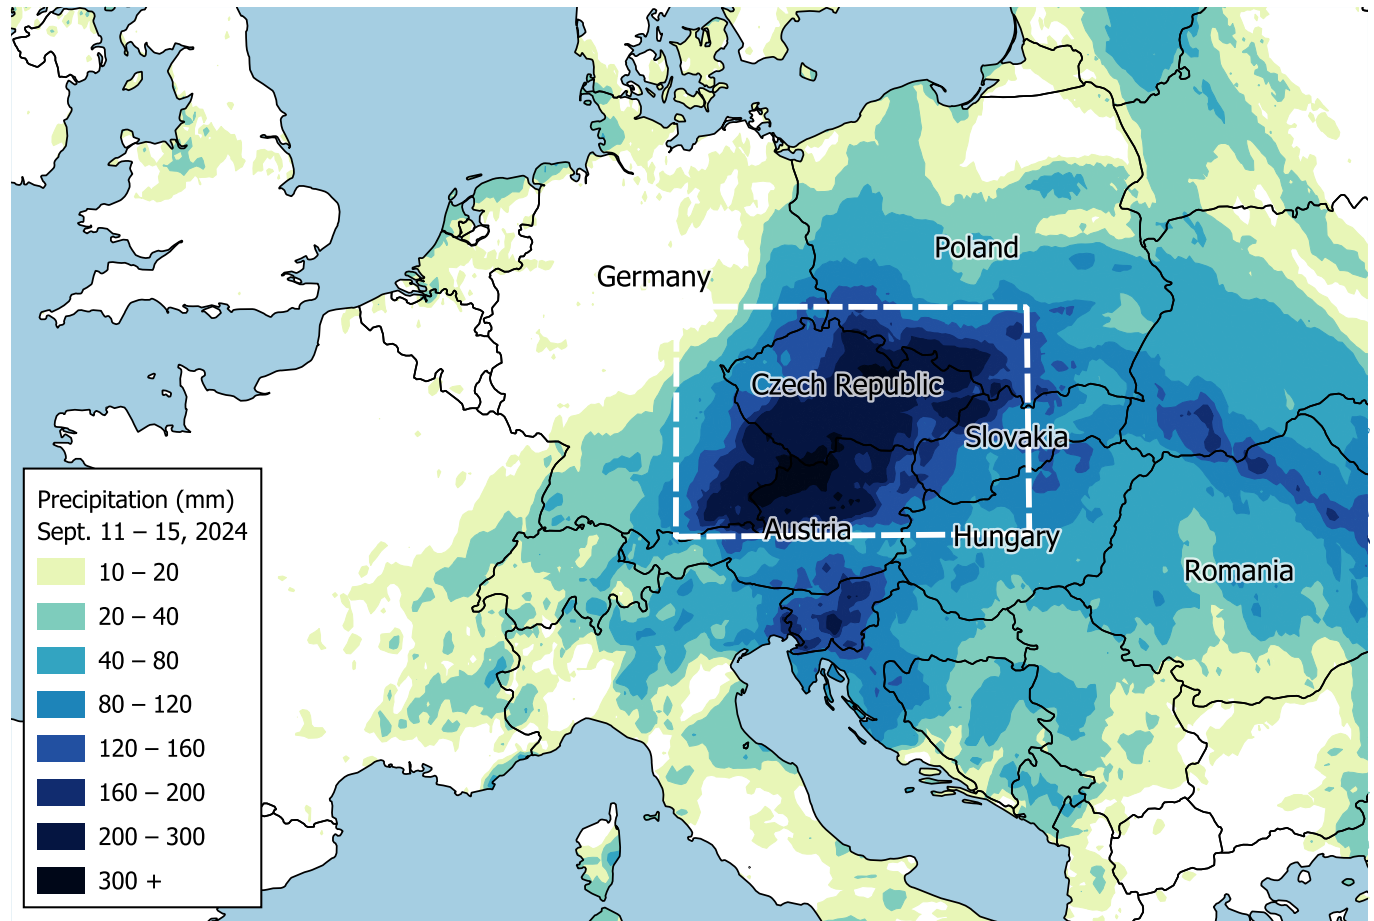 Poland
Germany
Czech Republic
Slovakia
Austria
Hungary
Romania
Precipitation (mm)
Sept. 11 – 15, 2024
10 – 20
20 – 40
40 – 80
80 – 120
120 – 160
160 – 200
200 – 300
300 +